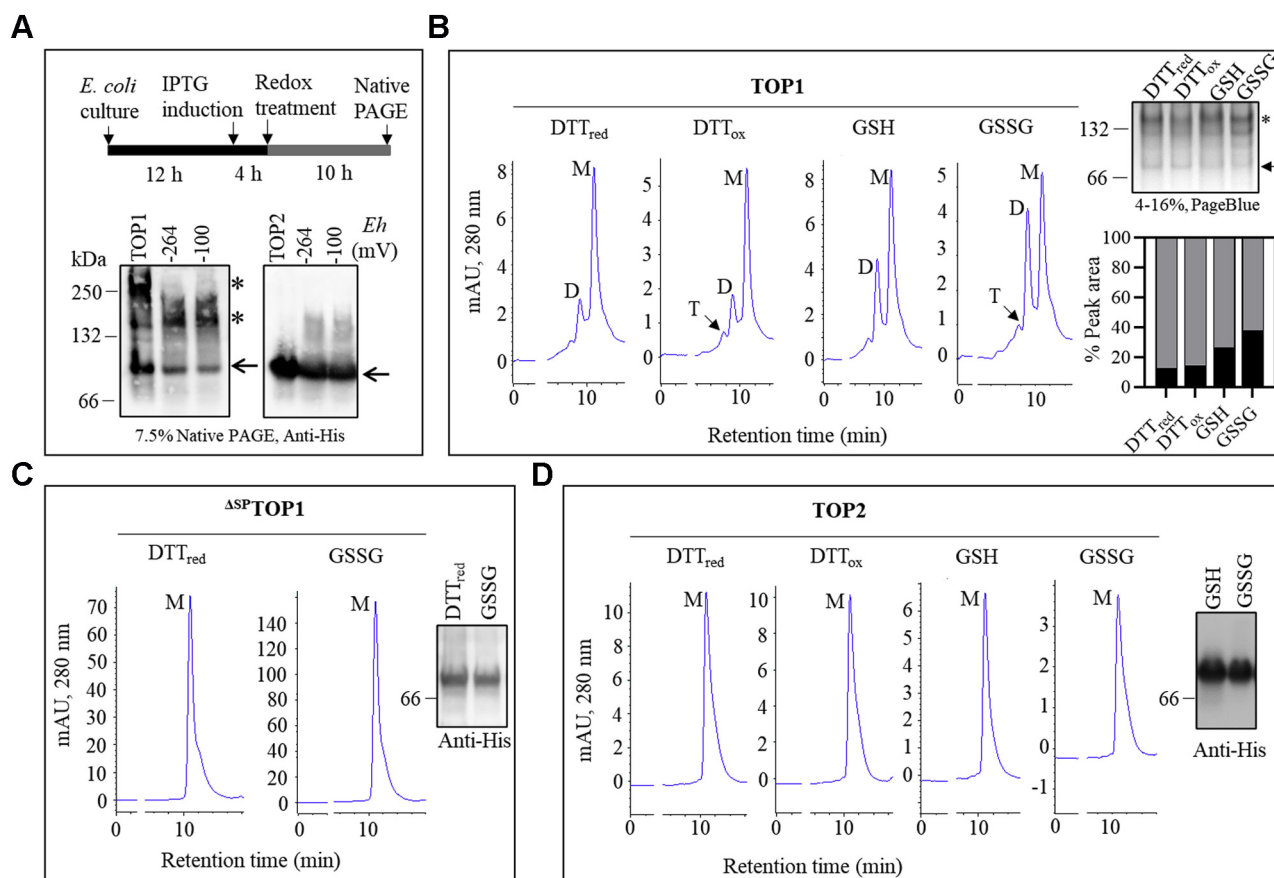 A
E. coli culture
IPTG induction
Redox treatment
Native PAGE
12 h
4 h
10 h
TOP1
-264
-100
TOP2
-264
-100
Eh (mV)
kDa
250
132
66
*
*
7.5% Native PAGE, Anti-His
B
TOP1
DTTred
DTTox
GSH
GSSG
mAU, 280 nm
8
6
4
2
0
D
M
0
10
5
4
3
2
1
0
T
D
M
0
10
8
6
4
2
0
D
M
0
10
5
4
3
2
1
0
T
D
M
0
10
Retention time (min)
DTTred
DTTox
GSH
GSSG
132
66
*
4-16%, PageBlue
% Peak area
100
80
60
40
20
0
DTTred
DTTox
GSH
GSSG
C
ΔSPTOP1
DTTred
GSSG
mAU, 280 nm
70
60
50
40
30
20
10
0
M
0
10
140
120
100
80
60
40
20
0
M
0
10
Retention time (min)
DTTred
GSSG
66
Anti-His
D
TOP2
DTTred
DTTox
GSH
GSSG
mAU, 280 nm
10
8
6
4
2
0
M
0
10
10
8
6
4
2
0
M
0
10
6
5
4
3
2
1
0
M
0
10
3
2
1
0
-1
M
0
10
Retention time (min)
GSH
GSSG
66
Anti-His